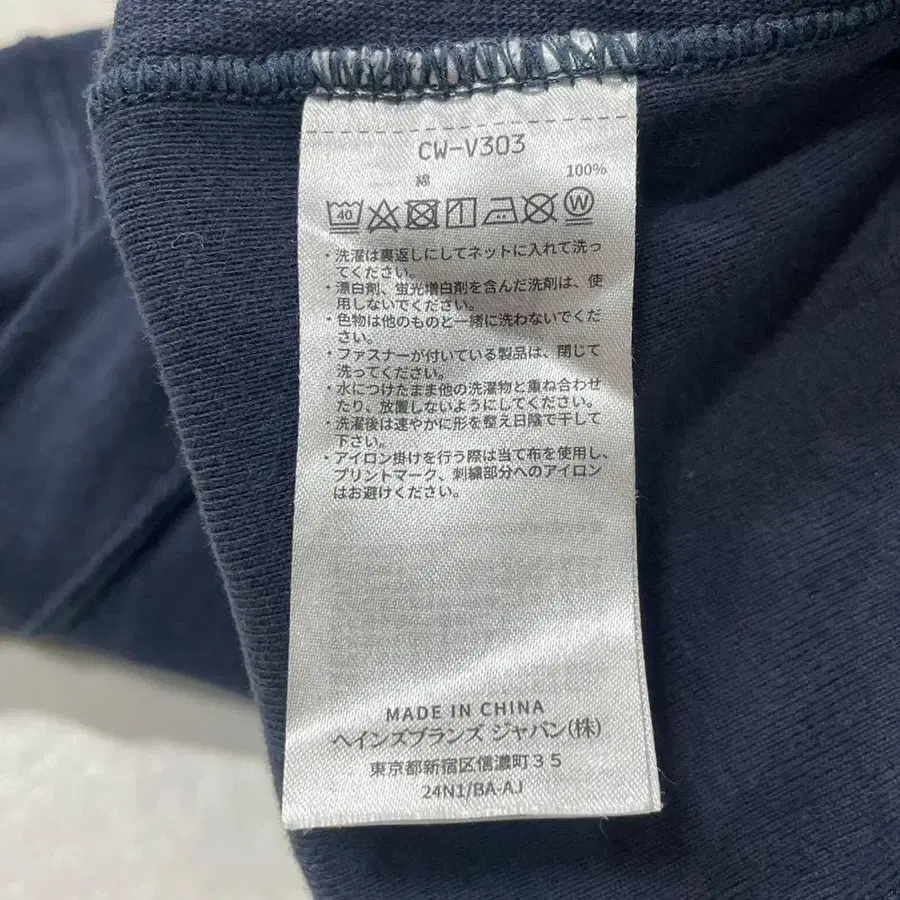 CW-V303
綿 100%
40 W
・洗濯は裏返しにしてネットに入れて洗っ
てください。
・漂白剤、蛍光増白剤を含んだ洗剤は、使
用しないでください。
・色物は他のものと一緒に洗わないでくだ
さい。
・ファスナーが付いている製品は、閉じて
洗ってください。
・水につけたまま他の洗濯物と重ね合わせ
たり、放置しないようにしてください。
・洗濯後は速やかに形を整え日陰で干して
下さい。
・アイロン掛けを行う際は当て布を使用し、
プリントマーク、刺繍部分へのアイロン
はお避けください。
MADE IN CHINA
ヘインズブランズ ジャパン(株)
東京都新宿区信濃町35
24N1/BA-AJ